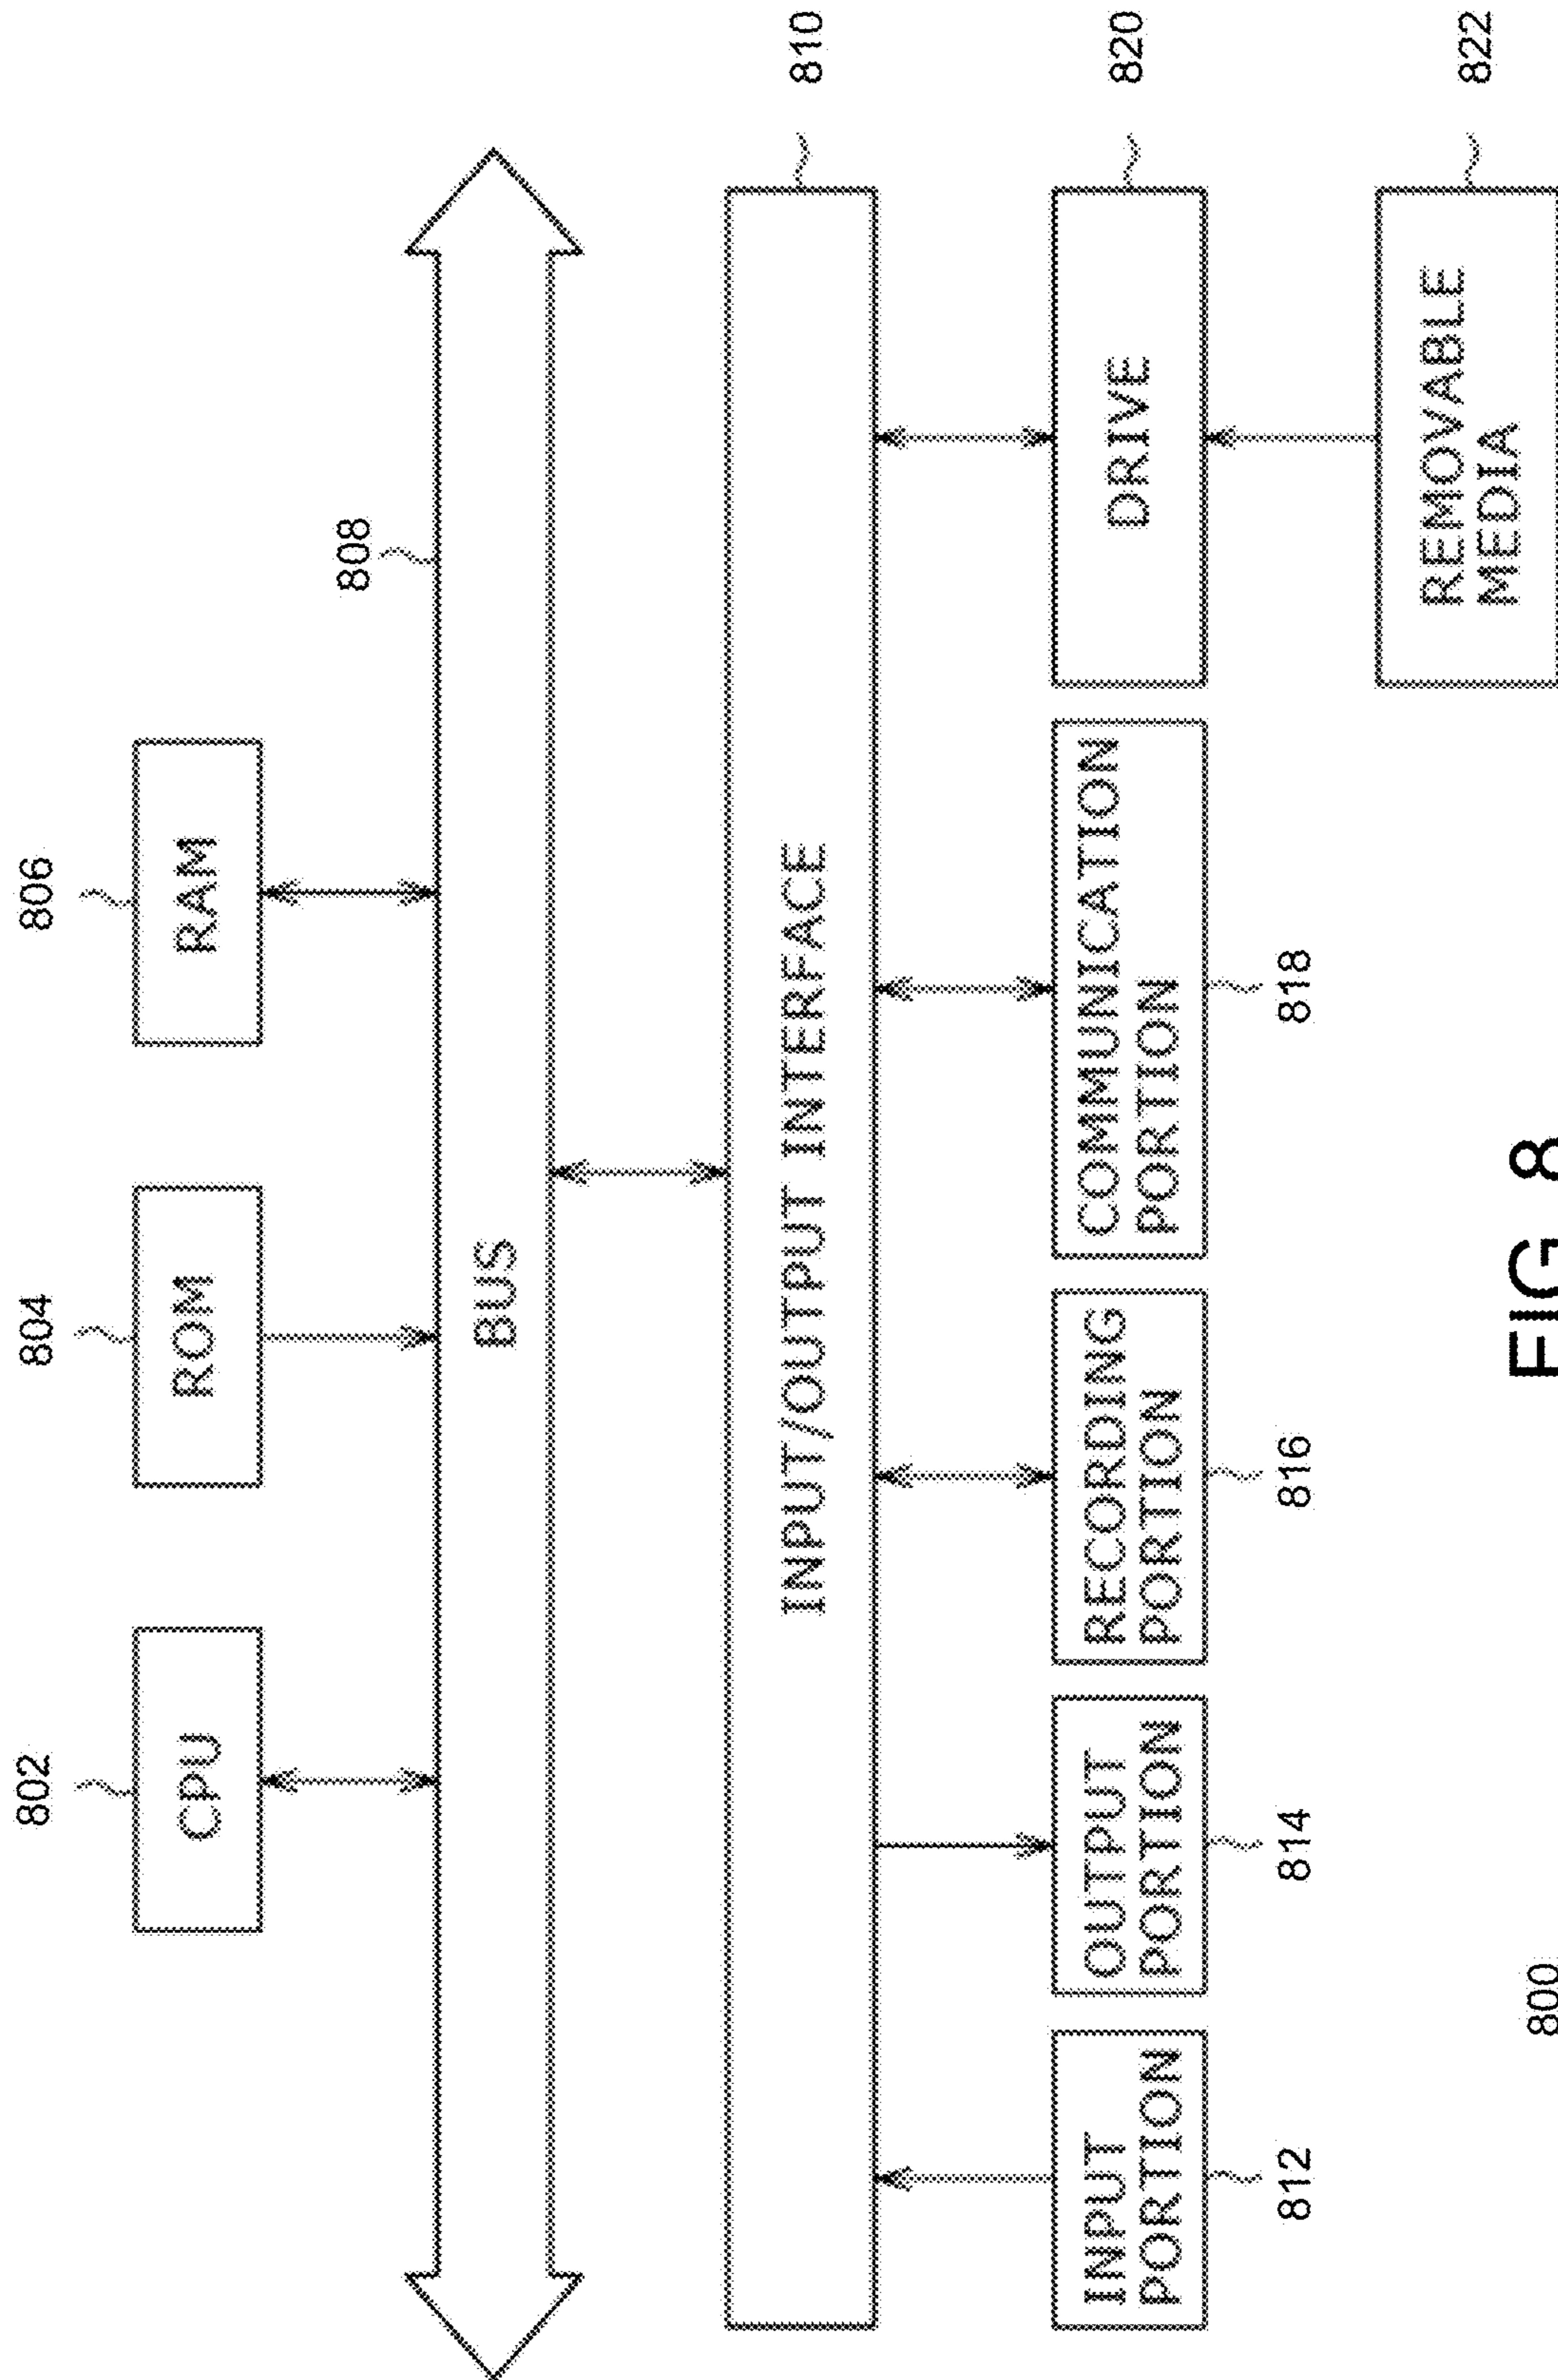 802
804
806
CPU
ROM
RAM
808
BUS
INPUT/OUTPUT INTERFACE
810
INPUT
PORTION
OUTPUT
PORTION
RECORDING
PORTION
COMMUNICATION
PORTION
DRIVE
820
812
814
816
818
REMOVABLE
MEDIA
822
800
FIG. 8